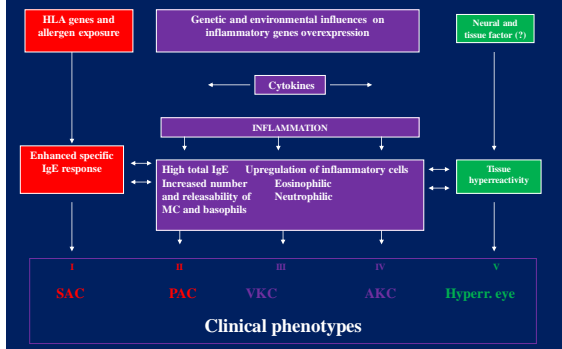 HLA genes and
allergen exposure
Genetic and environmental influences on
inflammatory genes overexpression
Neural and
tissue factor (?)
Cytokines
INFLAMMATION
Enhanced specific
IgE response
High total IgE Upregulation of inflammatory cells
Increased number Eosinophilic
and releasability of Neutrophilic
MC and basophils
Tissue
hyperreactivity
I II III IV V
SAC PAC VKC AKC Hyperr. eye
Clinical phenotypes